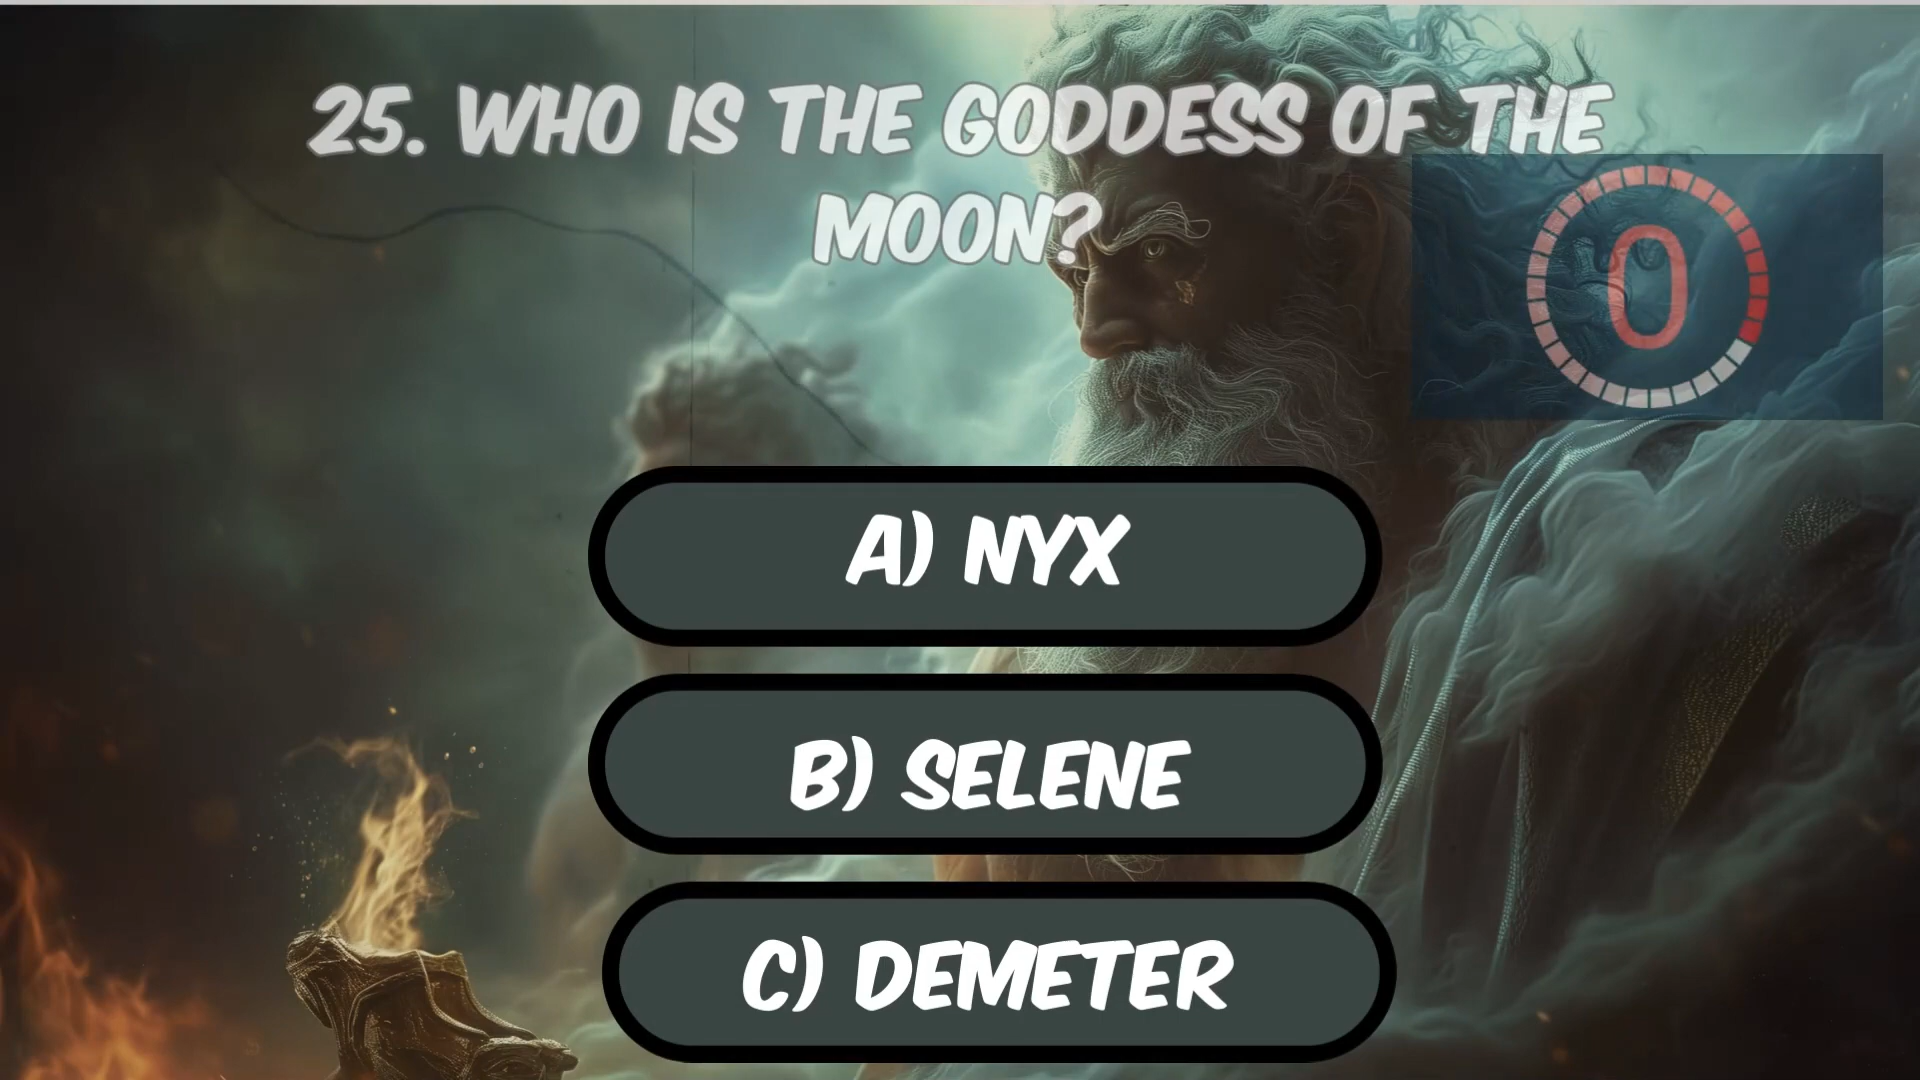 25. WHO IS THE GODDESS OF THE
MOON?
0
A) NYX
B) SELENE
C) DEMETER